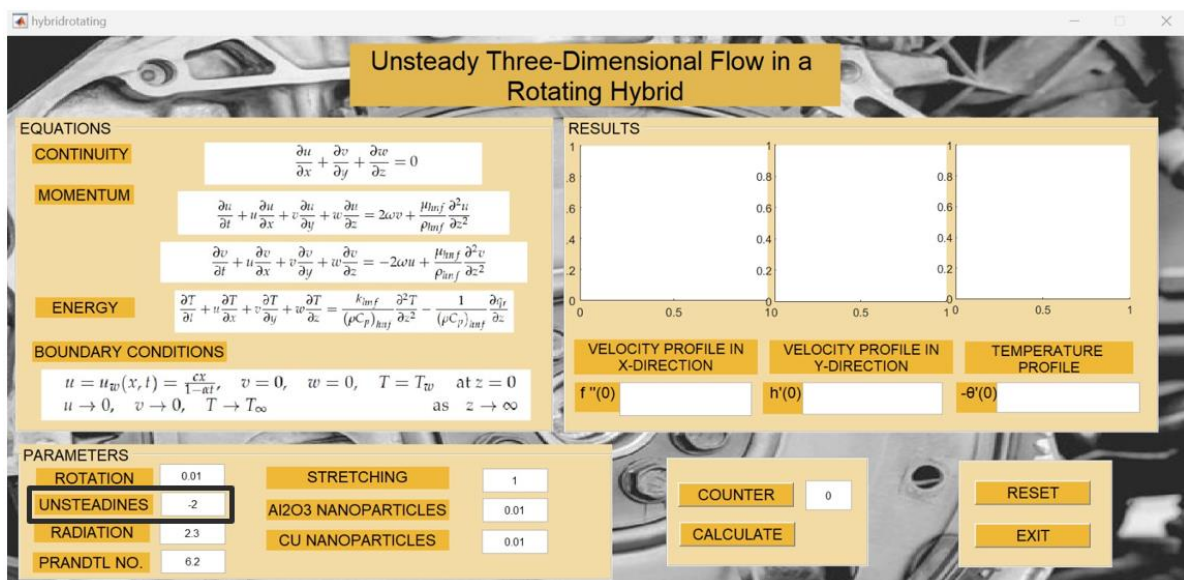 hybridrotating
Unsteady Three-Dimensional Flow in a
Rotating Hybrid
EQUATIONS
CONTINUITY
∂u/∂x + ∂v/∂y + ∂w/∂z = 0
MOMENTUM
∂u/∂t + u ∂u/∂x + v ∂u/∂y + w ∂u/∂z = 2ωv + μhnf/ρhnf ∂²u/∂z²
∂v/∂t + u ∂v/∂x + v ∂v/∂y + w ∂v/∂z = −2ωu + μhnf/ρhnf ∂²v/∂z²
ENERGY
∂T/∂t + u ∂T/∂x + v ∂T/∂y + w ∂T/∂z = khnf/(ρCp)hnf ∂²T/∂z² − 1/(ρCp)hnf ∂qr/∂z
BOUNDARY CONDITIONS
u = uw(x, t) = cx/1−αt, v = 0, w = 0, T = Tw at z = 0
u → 0, v → 0, T → T∞ as z → ∞
RESULTS
1 1 1
.8 0.8 0.8
.6 0.6 0.6
.4 0.4 0.4
.2 0.2 0.2
0 0 0
0 0.5 1 0 0.5 1 0 0.5 1
VELOCITY PROFILE IN
X-DIRECTION
VELOCITY PROFILE IN
Y-DIRECTION
TEMPERATURE
PROFILE
f "(0)
h'(0)
-θ'(0)
PARAMETERS
ROTATION 0.01
UNSTEADINES -2
RADIATION 2.3
PRANDTL NO. 6.2
STRETCHING 1
Al2O3 NANOPARTICLES 0.01
CU NANOPARTICLES 0.01
COUNTER 0
CALCULATE
RESET
EXIT